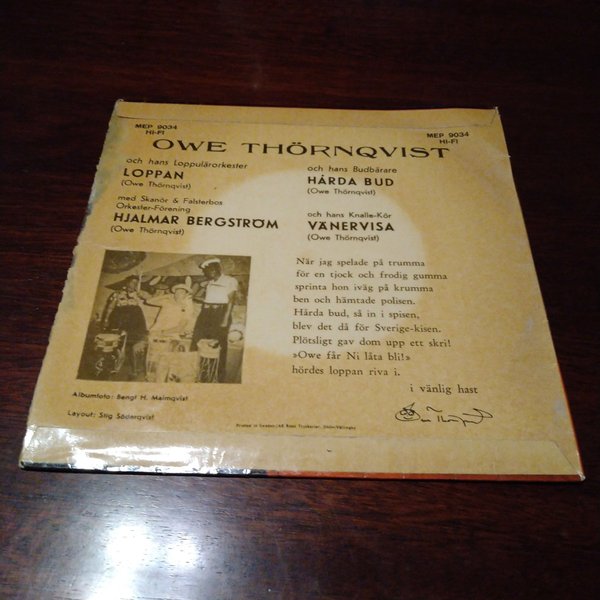 MEP 9034
HI-FI
MEP 9034
HI-FI
OWE THÖRNQVIST
och hans Loppulärorkester
LOPPAN
(Owe Thörnqvist)
med Skanör & Falsterbos
Orkester-Förening
HJALMAR BERGSTRÖM
(Owe Thörnqvist)
och hans Budbärare
HÅRDA BUD
(Owe Thörnqvist)
och hans Knalle-Kör
VÄNERVISA
(Owe Thörnqvist)
När jag spelade på trumma
för en tjock och frodig gumma
sprinta hon iväg på krumma
ben och hämtade polisen.
Hårda bud, så in i spisen,
blev det då för Sverige-kisen.
Plötsligt gav dom upp ett skri!
»Owe får Ni låta bli!»
hördes loppan riva i.
i vänlig hast
Albumfoto: Bengt H. Malmqvist
Layout: Stig Söderqvist